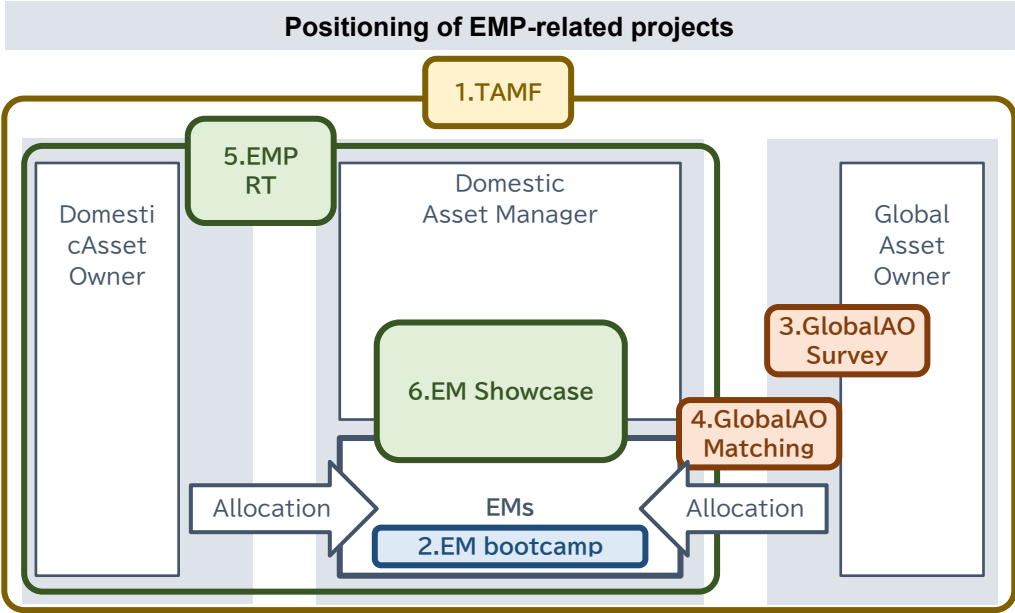 Positioning of EMP-related projects
1.TAMF
5.EMP
RT
Domesti
cAsset
Owner
Domestic
Asset Manager
Global
Asset
Owner
3.GlobalAO
Survey
6.EM Showcase
4.GlobalAO
Matching
Allocation
EMs
Allocation
2.EM bootcamp